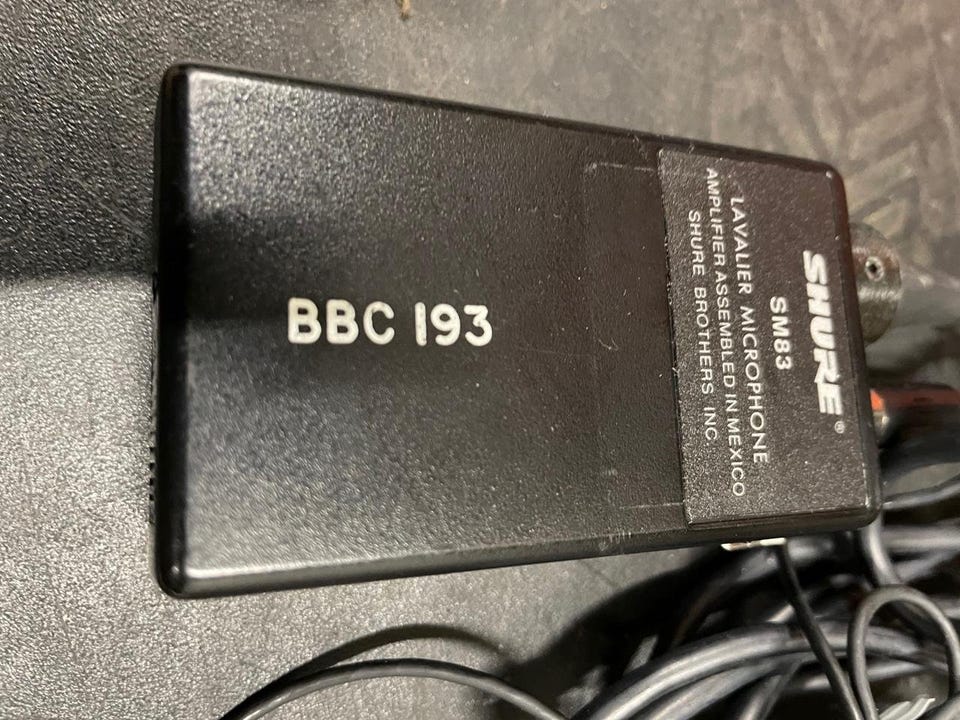 SHURE®
SM83
LAVALIER MICROPHONE
AMPLIFIER ASSEMBLED IN MEXICO
SHURE BROTHERS INC
BBC 193